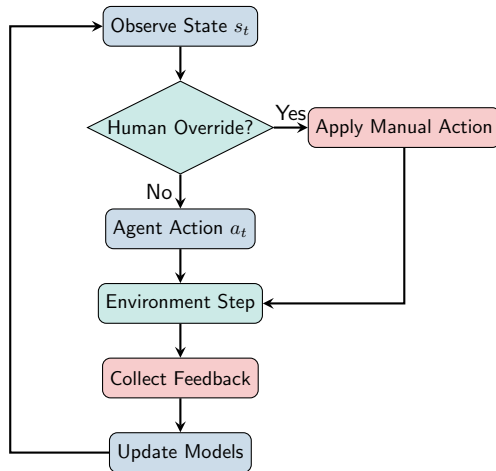 Observe State s_t
Human Override?
Yes
Apply Manual Action
No
Agent Action a_t
Environment Step
Collect Feedback
Update Models